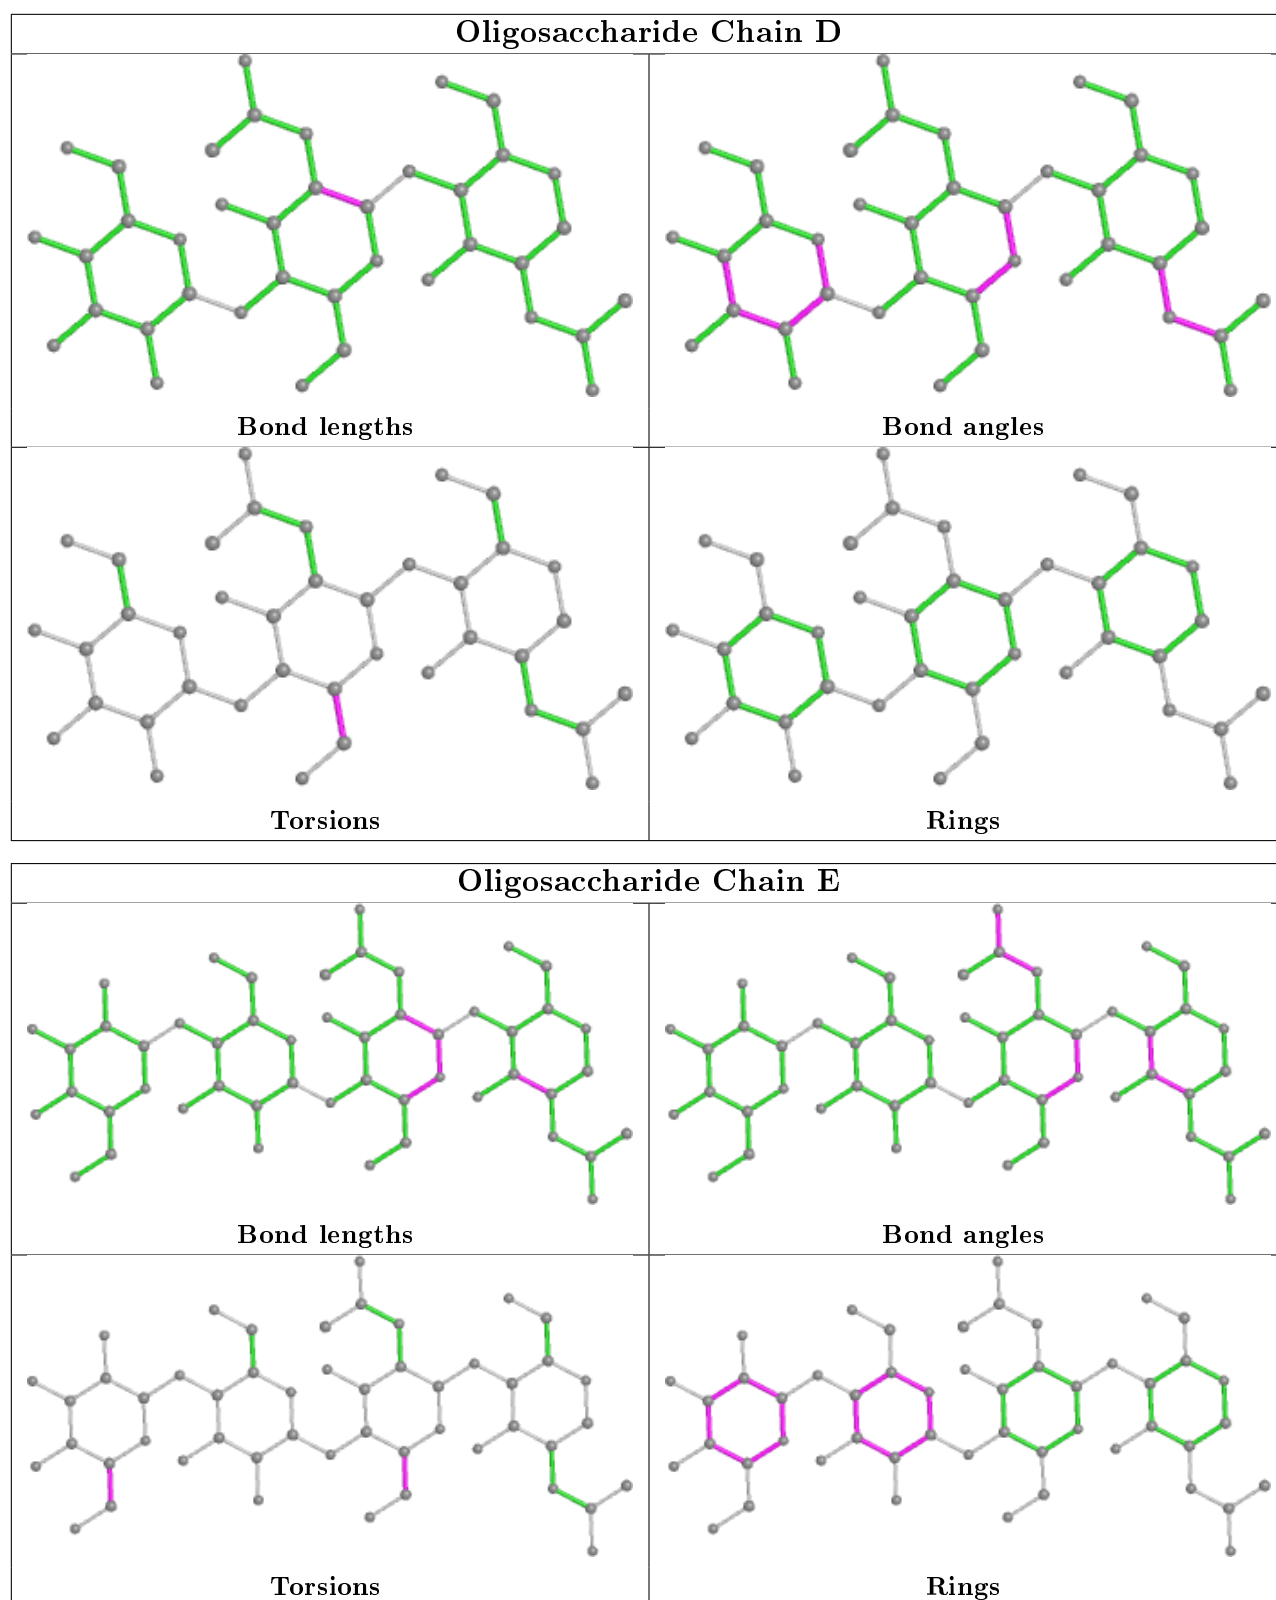 Oligosaccharide Chain D
Bond lengths
Bond angles
Torsions
Rings
Oligosaccharide Chain E
Bond lengths
Bond angles
Torsions
Rings